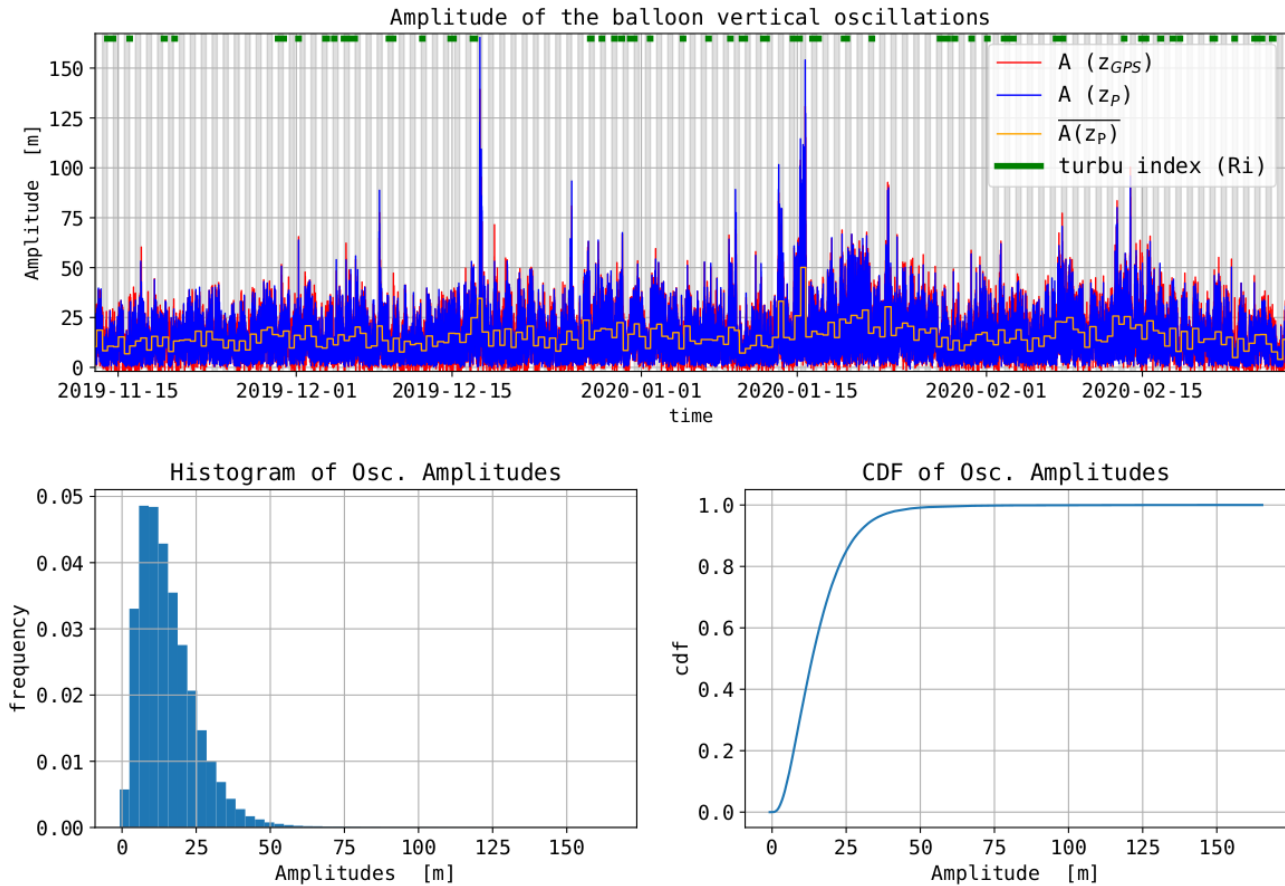 Amplitude of the balloon vertical oscillations
150
125
100
75
50
25
0
Amplitude [m]
A (z_GPS)
A (z_P)
A(z_P)
turbu index (Ri)
2019-11-15 2019-12-01 2019-12-15 2020-01-01 2020-01-15 2020-02-01 2020-02-15
time
Histogram of Osc. Amplitudes
0.05
0.04
0.03
0.02
0.01
0.00
frequency
0 25 50 75 100 125 150
Amplitudes [m]
CDF of Osc. Amplitudes
1.0
0.8
0.6
0.4
0.2
0.0
cdf
0 25 50 75 100 125 150
Amplitude [m]